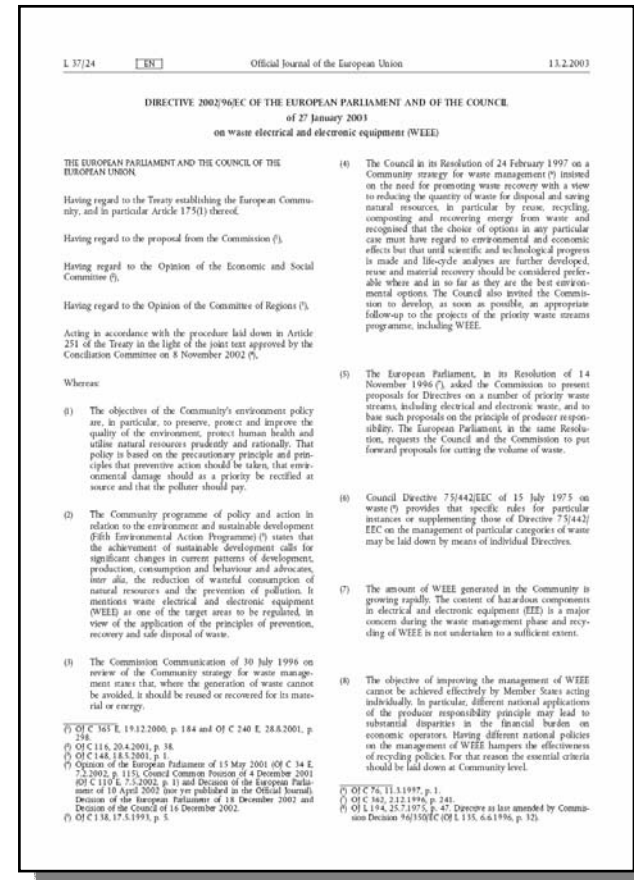 L 37/24 EN Official Journal of the European Union 13.2.2003
DIRECTIVE 2002/96/EC OF THE EUROPEAN PARLIAMENT AND OF THE COUNCIL
of 27 January 2003
on waste electrical and electronic equipment (WEEE)
THE EUROPEAN PARLIAMENT AND THE COUNCIL OF THE
EUROPEAN UNION,
Having regard to the Treaty establishing the European Commu-
nity, and in particular Article 175(1) thereof,
Having regard to the proposal from the Commission (¹),
Having regard to the Opinion of the Economic and Social
Committee (²),
Having regard to the Opinion of the Committee of Regions (³),
Acting in accordance with the procedure laid down in Article
251 of the Treaty in the light of the joint text approved by the
Conciliation Committee on 8 November 2002 (⁴),
Whereas:
(1) The objectives of the Community's environment policy
are, in particular, to preserve, protect and improve the
quality of the environment, protect human health and
utilise natural resources prudently and rationally. That
policy is based on the precautionary principle and prin-
ciples that preventive action should be taken, that envir-
onmental damage should as a priority be rectified at
source and that the polluter should pay.
(2) The Community programme of policy and action in
relation to the environment and sustainable development
(Fifth Environmental Action Programme) (⁵) states that
the achievement of sustainable development calls for
significant changes in current patterns of development,
production, consumption and behaviour and advocates,
inter alia, the reduction of wasteful consumption of
natural resources and the prevention of pollution. It
mentions waste electrical and electronic equipment
(WEEE) as one of the target areas to be regulated, in
view of the application of the principles of prevention,
recovery and safe disposal of waste.
(3) The Commission Communication of 30 July 1996 on
review of the Community strategy for waste manage-
ment states that, where the generation of waste cannot
be avoided, it should be reused or recovered for its mate-
rial or energy.
(¹) OJ C 365 E, 19.12.2000, p. 184 and OJ C 240 E, 28.8.2001, p.
298.
(²) OJ C 116, 20.4.2001, p. 38.
(³) OJ C 148, 18.5.2001, p. 1.
(⁴) Opinion of the European Parliament of 15 May 2001 (OJ C 34 E,
7.2.2002, p. 115), Council Common Position of 4 December 2001
(OJ C 110 E, 7.5.2002, p. 1) and Decision of the European Parlia-
ment of 10 April 2002 (not yet published in the Official Journal).
Decision of the European Parliament of 18 December 2002 and
Decision of the Council of 16 December 2002.
(⁵) OJ C 138, 17.5.1993, p. 5.
(4) The Council in its Resolution of 24 February 1997 on a
Community strategy for waste management (⁶) insisted
on the need for promoting waste recovery with a view
to reducing the quantity of waste for disposal and saving
natural resources, in particular by reuse, recycling,
composting and recovering energy from waste and
recognised that the choice of options in any particular
case must have regard to environmental and economic
effects but that until scientific and technological progress
is made and life-cycle analyses are further developed,
reuse and material recovery should be considered prefer-
able where and in so far as they are the best environ-
mental options. The Council also invited the Commis-
sion to develop, as soon as possible, an appropriate
follow-up to the projects of the priority waste streams
programme, including WEEE.
(5) The European Parliament, in its Resolution of 14
November 1996 (⁷), asked the Commission to present
proposals for Directives on a number of priority waste
streams, including electrical and electronic waste, and to
base such proposals on the principle of producer respon-
sibility. The European Parliament, in the same Resolu-
tion, requests the Council and the Commission to put
forward proposals for cutting the volume of waste.
(6) Council Directive 75/442/EEC of 15 July 1975 on
waste (⁸) provides that specific rules for particular
instances or supplementing those of Directive 75/442/
EEC on the management of particular categories of waste
may be laid down by means of individual Directives.
(7) The amount of WEEE generated in the Community is
growing rapidly. The content of hazardous components
in electrical and electronic equipment (EEE) is a major
concern during the waste management phase and recy-
cling of WEEE is not undertaken to a sufficient extent.
(8) The objective of improving the management of WEEE
cannot be achieved effectively by Member States acting
individually. In particular, different national applications
of the producer responsibility principle may lead to
substantial disparities in the financial burden on
economic operators. Having different national policies
on the management of WEEE hampers the effectiveness
of recycling policies. For that reason the essential criteria
should be laid down at Community level.
(⁶) OJ C 76, 11.3.1997, p. 1.
(⁷) OJ C 362, 2.12.1996, p. 241.
(⁸) OJ L 194, 25.7.1975, p. 47. Directive as last amended by Commis-
sion Decision 96/350/EC (OJ L 135, 6.6.1996, p. 32).